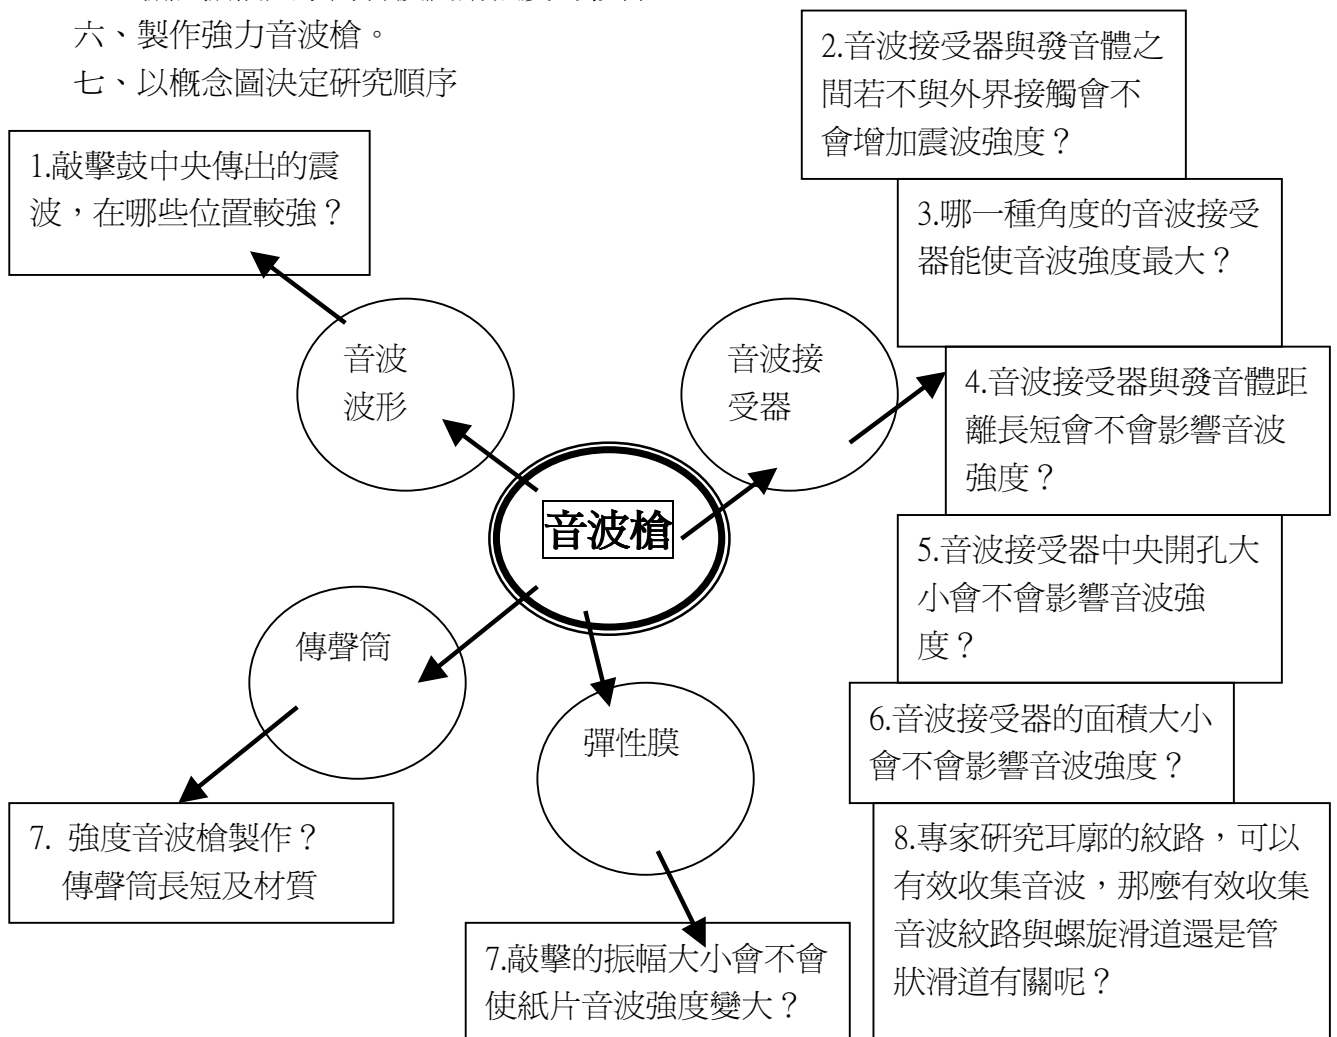 六、製作強力音波槍。
七、以概念圖決定研究順序
1.敲擊鼓中央傳出的震
波，在哪些位置較強？
2.音波接受器與發音體之
間若不與外界接觸會不
會增加震波強度？
3.哪一種角度的音波接受
器能使音波強度最大？
4.音波接受器與發音體距
離長短會不會影響音波
強度？
5.音波接受器中央開孔大
小會不會影響音波強
度？
6.音波接受器的面積大小
會不會影響音波強度？
8.專家研究耳廓的紋路，可以
有效收集音波，那麼有效收集
音波紋路與螺旋滑道還是管
狀滑道有關呢？
音波
波形
音波接
受器
音波槍
傳聲筒
彈性膜
7. 強度音波槍製作？
傳聲筒長短及材質
7.敲擊的振幅大小會不會
使紙片音波強度變大？